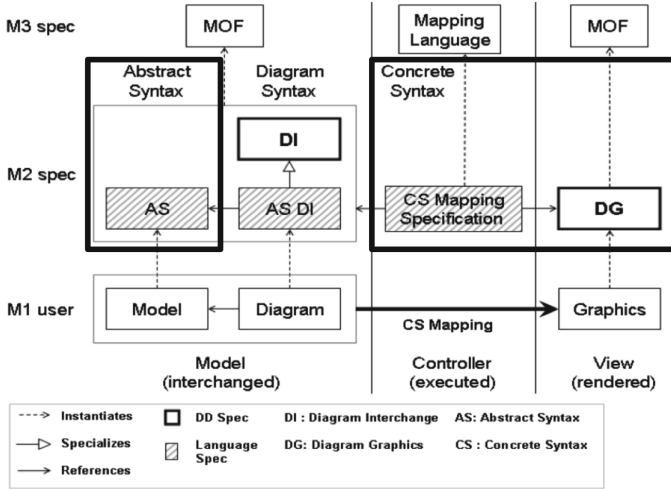 M3 spec
MOF
Mapping
Language
MOF
Abstract
Syntax
Diagram
Syntax
Concrete
Syntax
M2 spec
DI
AS
AS DI
CS Mapping
Specification
DG
M1 user
Model
Diagram
CS Mapping
Graphics
Model
(interchanged)
Controller
(executed)
View
(rendered)
Instantiates
DD Spec
DI : Diagram Interchange
AS: Abstract Syntax
Specializes
Language
Spec
DG: Diagram Graphics
CS : Concrete Syntax
References